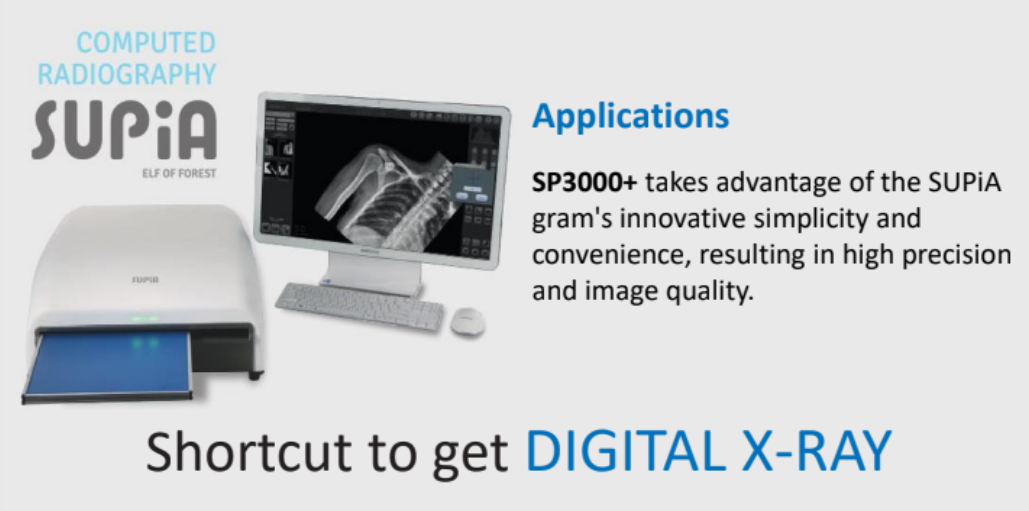 COMPUTED
RADIOGRAPHY
SUPiA
ELF OF FOREST
SUPiA
Applications
SP3000+ takes advantage of the SUPiA
gram's innovative simplicity and
convenience, resulting in high precision
and image quality.
Shortcut to get DIGITAL X-RAY